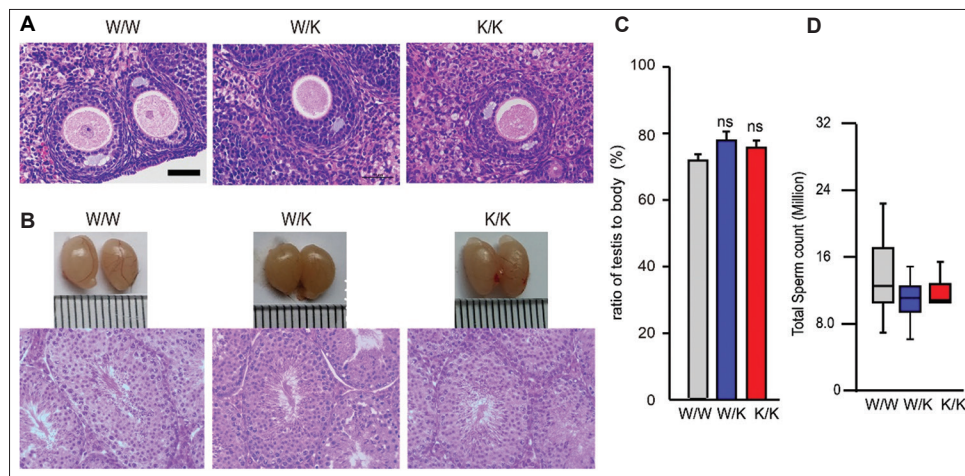 A
W/W
W/K
K/K
B
W/W
W/K
K/K
C
ratio of testis to body (%)
100
80
60
40
20
0
ns
ns
W/W
W/K
K/K
D
Total Sperm count (Million)
32
24
16
8.0
0
W/W
W/K
K/K